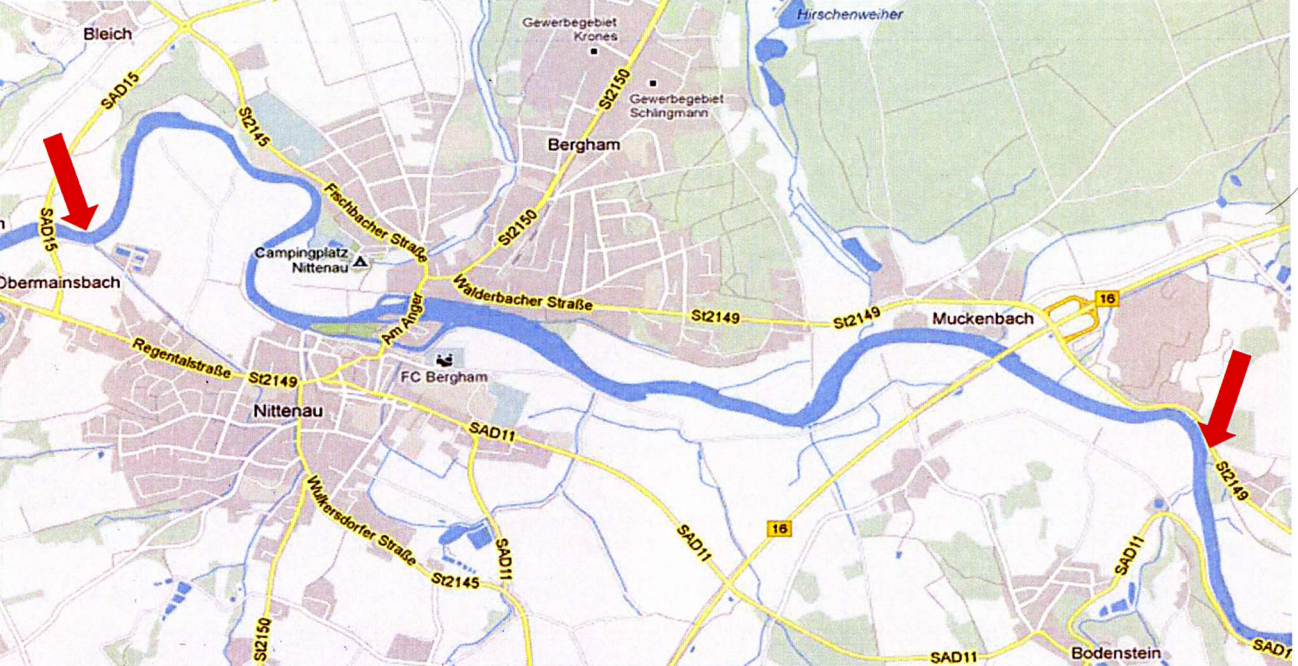 Hirschenweiher
Gewerbegebiet
Krones
Bleich
SAD15
St2150
Gewerbegebiet
Schlingmann
St2145
Bergham
Fischbacher Straße
SAD15
St2150
Campingplatz
Nittenau
Obermainsbach
Walderbacher Straße
16
Am Anger
St2149
St2149
Muckenbach
Regentalstraße
St2149
FC Bergham
Nittenau
SAD11
St2149
Wulkersdorfer Straße
16
SAD11
SAD11
SAD11
St2145
St2150
SAD11
Bodenstein